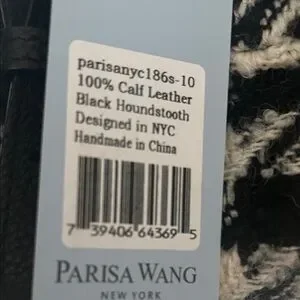 parisanyc186s-10
100% Calf Leather
Black Houndstooth
Designed in NYC
Handmade in China
7 39406 64369 5
PARISA WANG
NEW YORK